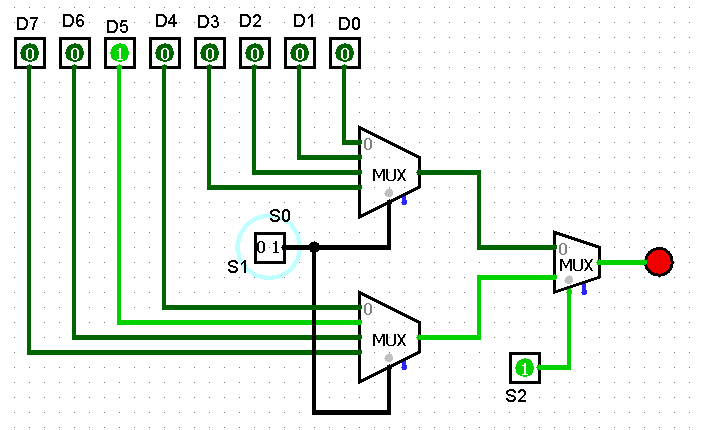 D7 D6 D5 D4 D3 D2 D1 D0
0 0 1 0 0 0 0 0
0
MUX
S0
0 1
S1
0
MUX
0
MUX
1
S2